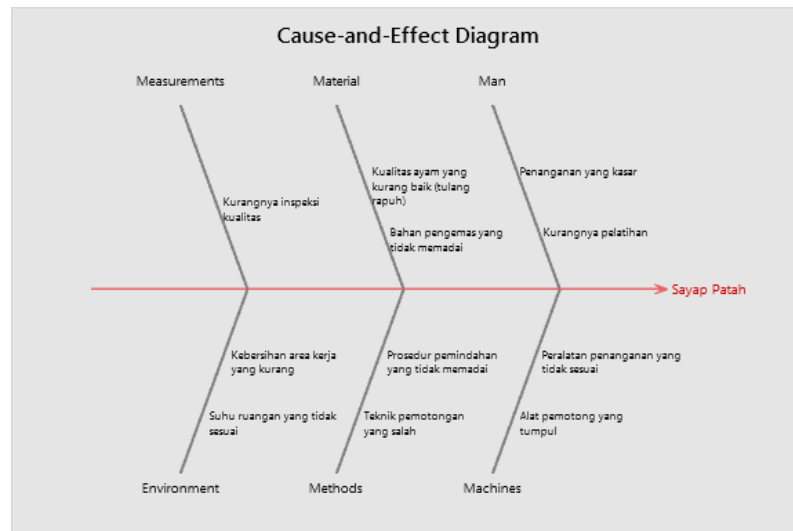 Cause-and-Effect Diagram
Measurements
Material
Man
Kualitas ayam yang
kurang baik (tulang
rapuh)
Penanganan yang kasar
Kurangnya inspeksi
kualitas
Bahan pengemas yang
tidak memadai
Kurangnya pelatihan
Sayap Patah
Kebersihan area kerja
yang kurang
Prosedur pemindahan
yang tidak memadai
Peralatan penanganan yang
tidak sesuai
Suhu ruangan yang tidak
sesuai
Teknik pemotongan
yang salah
Alat pemotong yang
tumpul
Environment
Methods
Machines